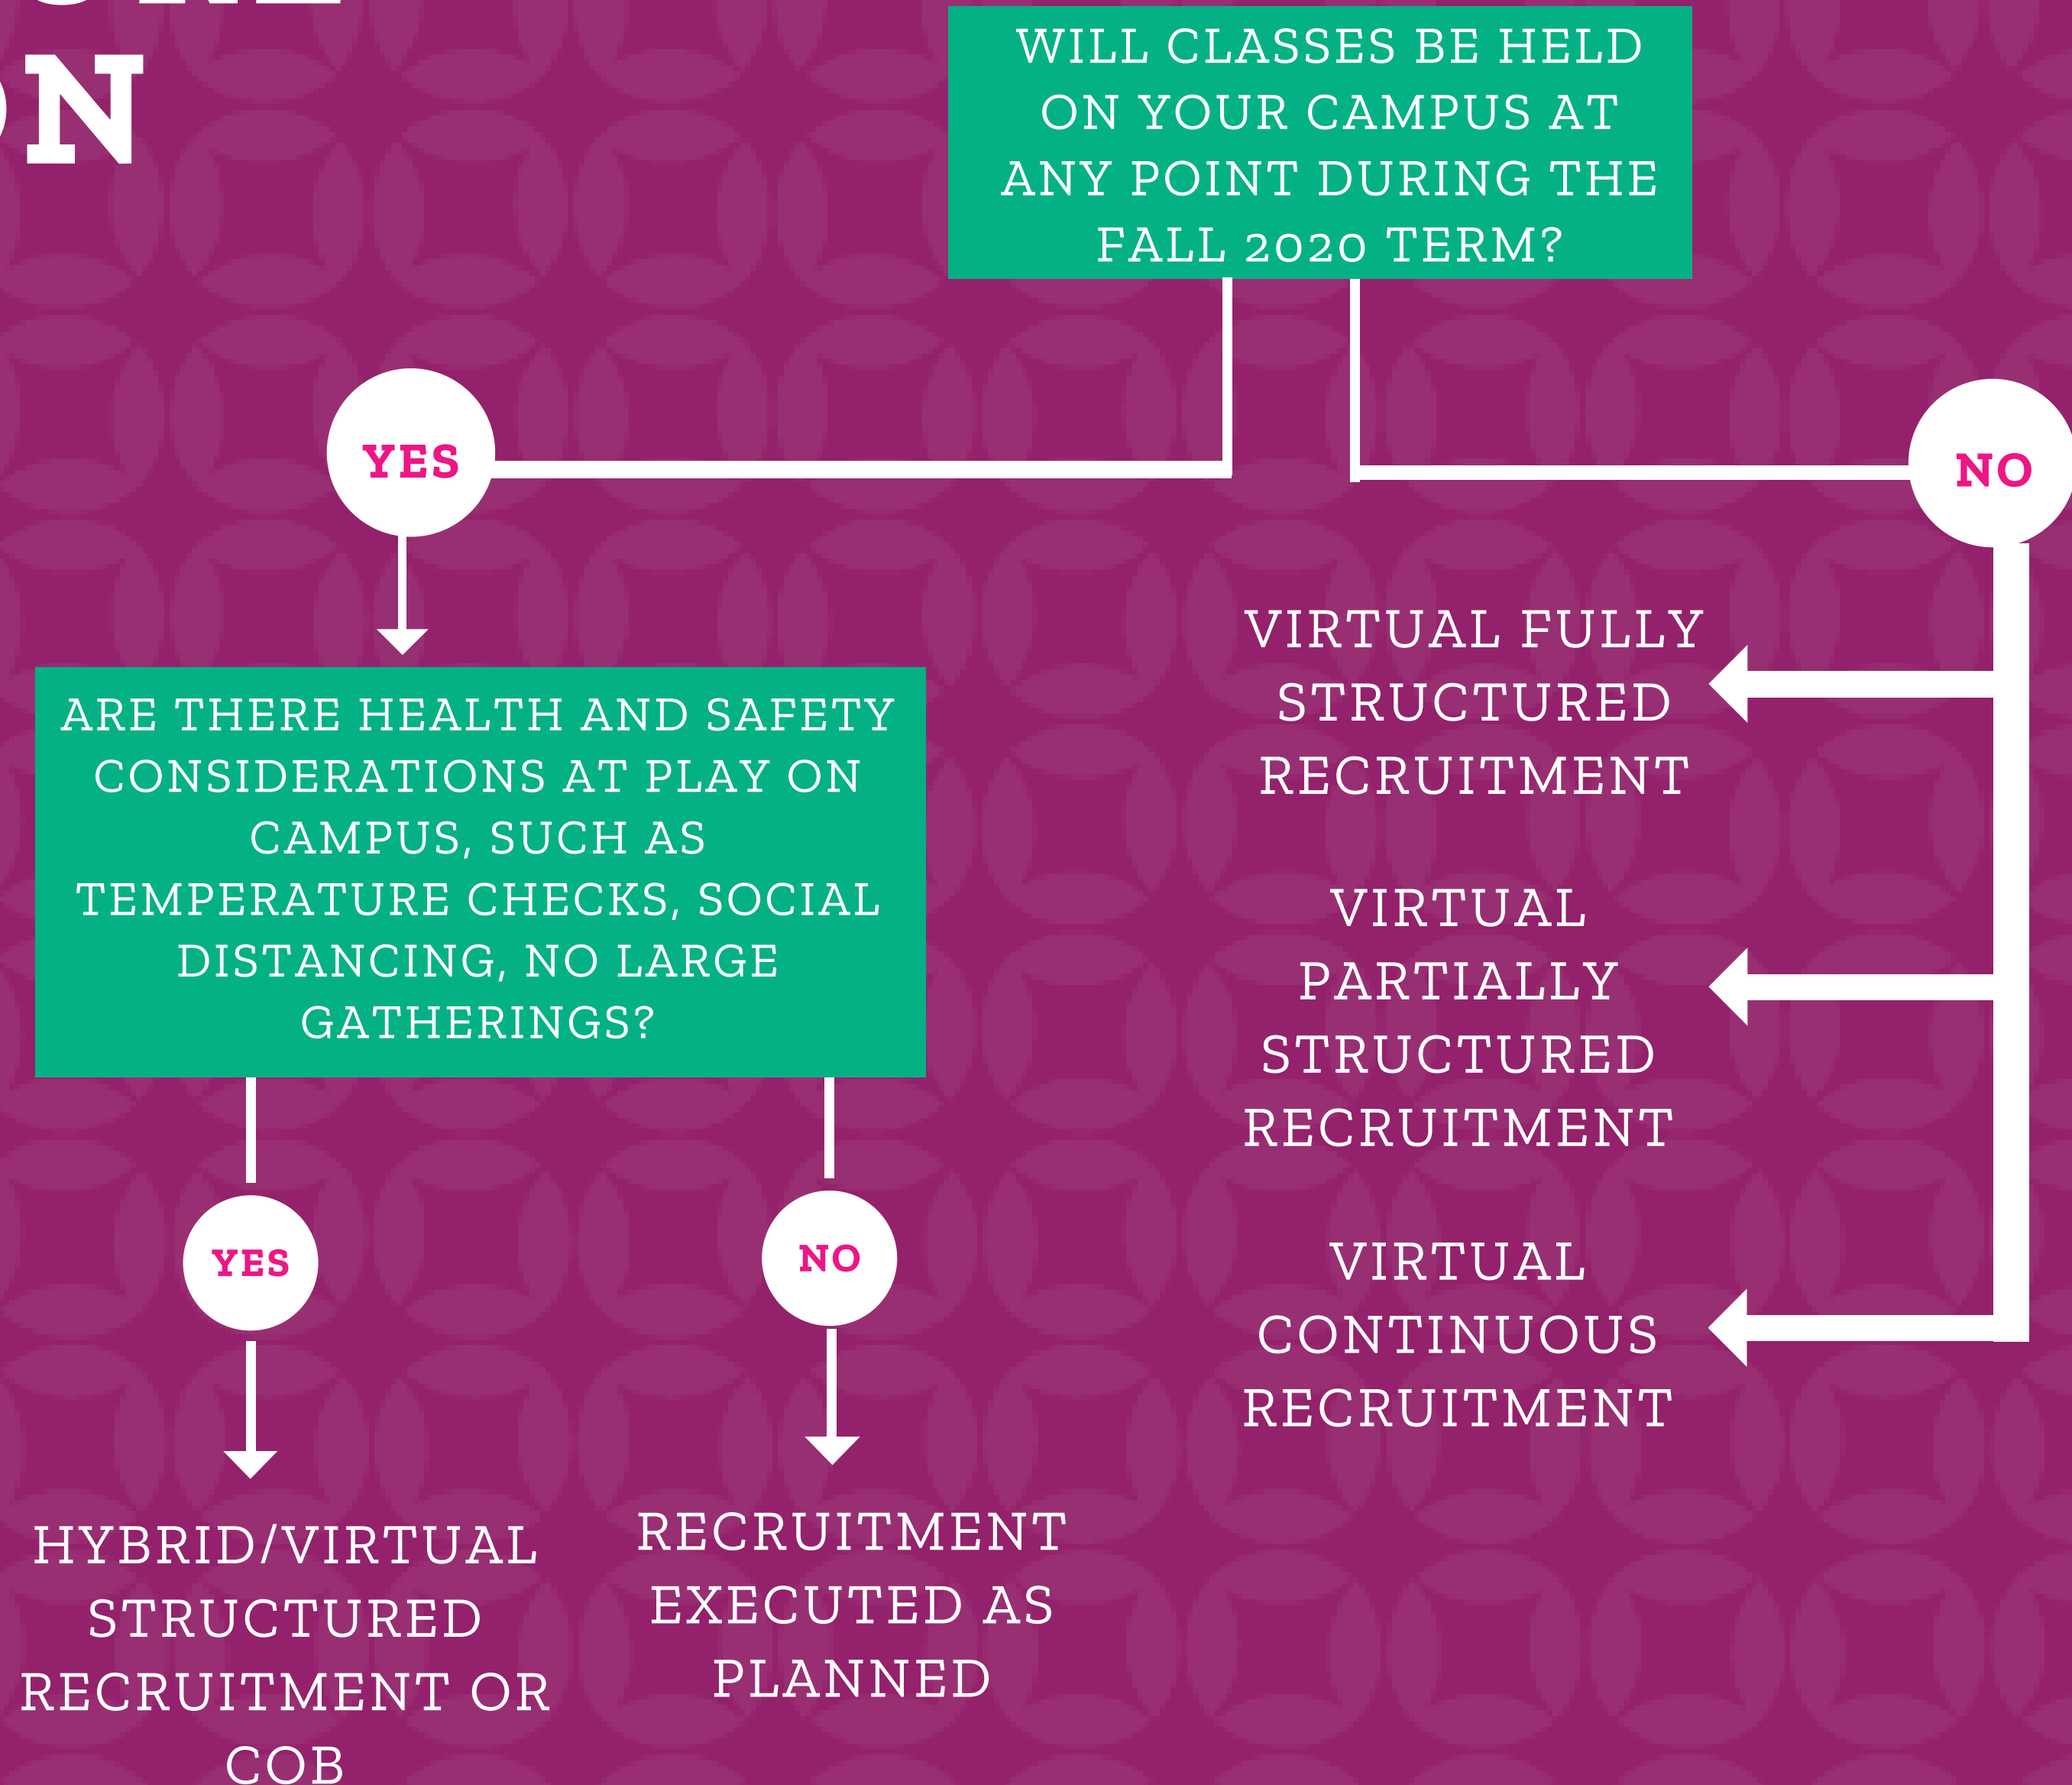 ON
WILL CLASSES BE HELD
ON YOUR CAMPUS AT
ANY POINT DURING THE
FALL 2020 TERM?
YES
NO
ARE THERE HEALTH AND SAFETY
CONSIDERATIONS AT PLAY ON
CAMPUS, SUCH AS
TEMPERATURE CHECKS, SOCIAL
DISTANCING, NO LARGE
GATHERINGS?
VIRTUAL FULLY
STRUCTURED
RECRUITMENT
VIRTUAL
PARTIALLY
STRUCTURED
RECRUITMENT
VIRTUAL
CONTINUOUS
RECRUITMENT
YES
NO
HYBRID/VIRTUAL
STRUCTURED
RECRUITMENT OR
COB
RECRUITMENT
EXECUTED AS
PLANNED